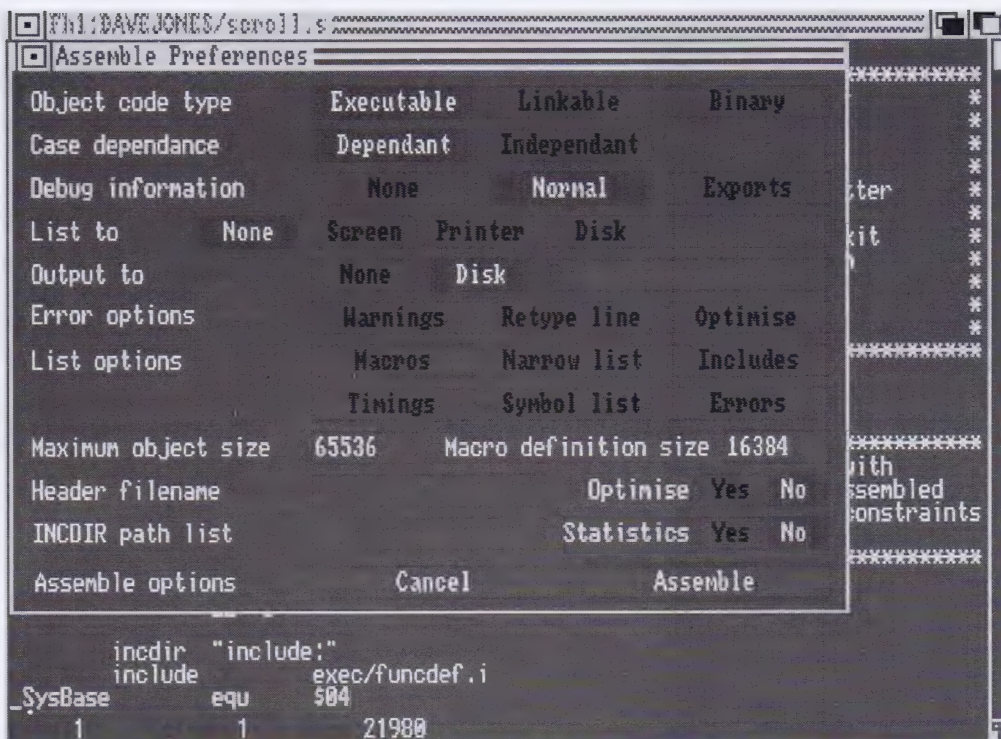 Fh1:DAVEJONES/scroll.s
Assemble Preferences
***********
Object code type Executable Linkable Binary *
*
Case dependance Dependant Independant *
*
Debug information None Normal Exports ter
*
List to None Screen Printer Disk xit *
*
Output to None Disk *
Error options Warnings Retype line Optimise *
*
List options Macros Narrow list Includes ***********
Timings Symbol list Errors
Maximum object size 65536 Macro definition size 16384 ***********
with
Header filename Optimise Yes No ssembled
constraints
INCDIR path list Statistics Yes No
***********
Assemble options Cancel Assemble
incdir "include:"
include exec/funcdef.i
_SysBase equ $04
1 1 21980